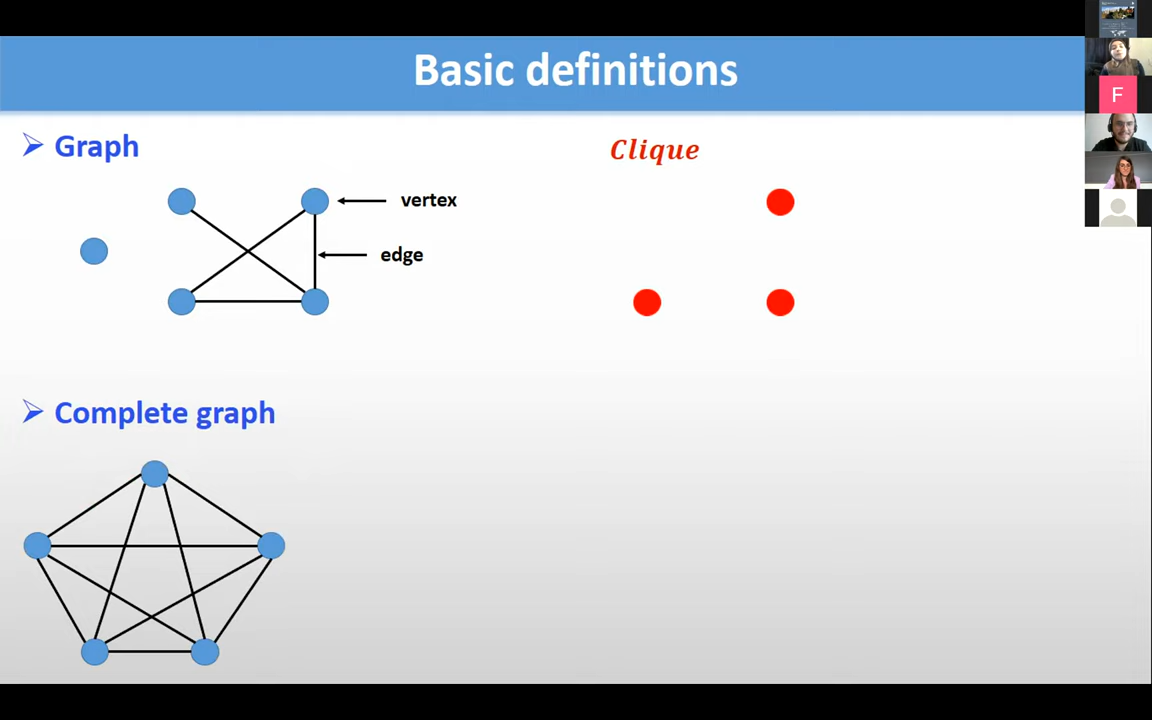 Basic definitions
Graph
Clique
vertex
edge
Complete graph
F